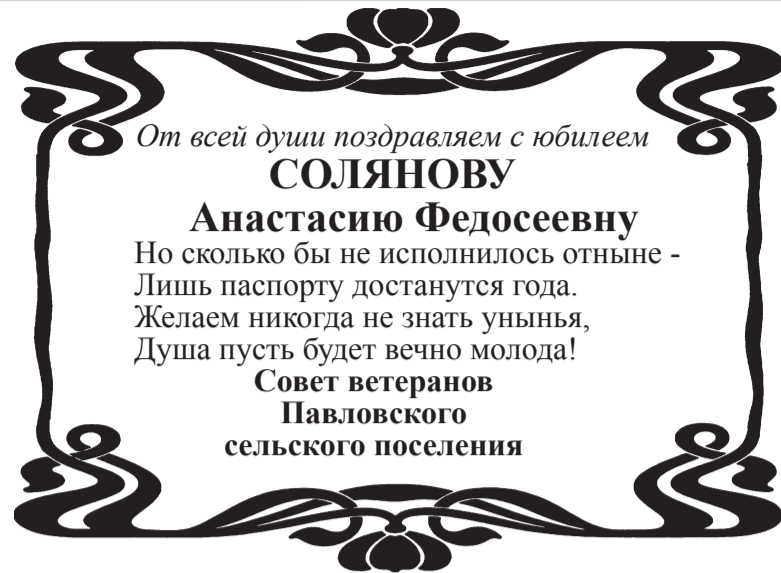 От всей души поздравляем с юбилеем
СОЛЯНОВУ
Анастасию Федосеевну
Но сколько бы не исполнилось отныне -
Лишь паспорту достанутся года.
Желаем никогда не знать унынья,
Душа пусть будет вечно молода!
Совет ветеранов
Павловского
сельского поселения